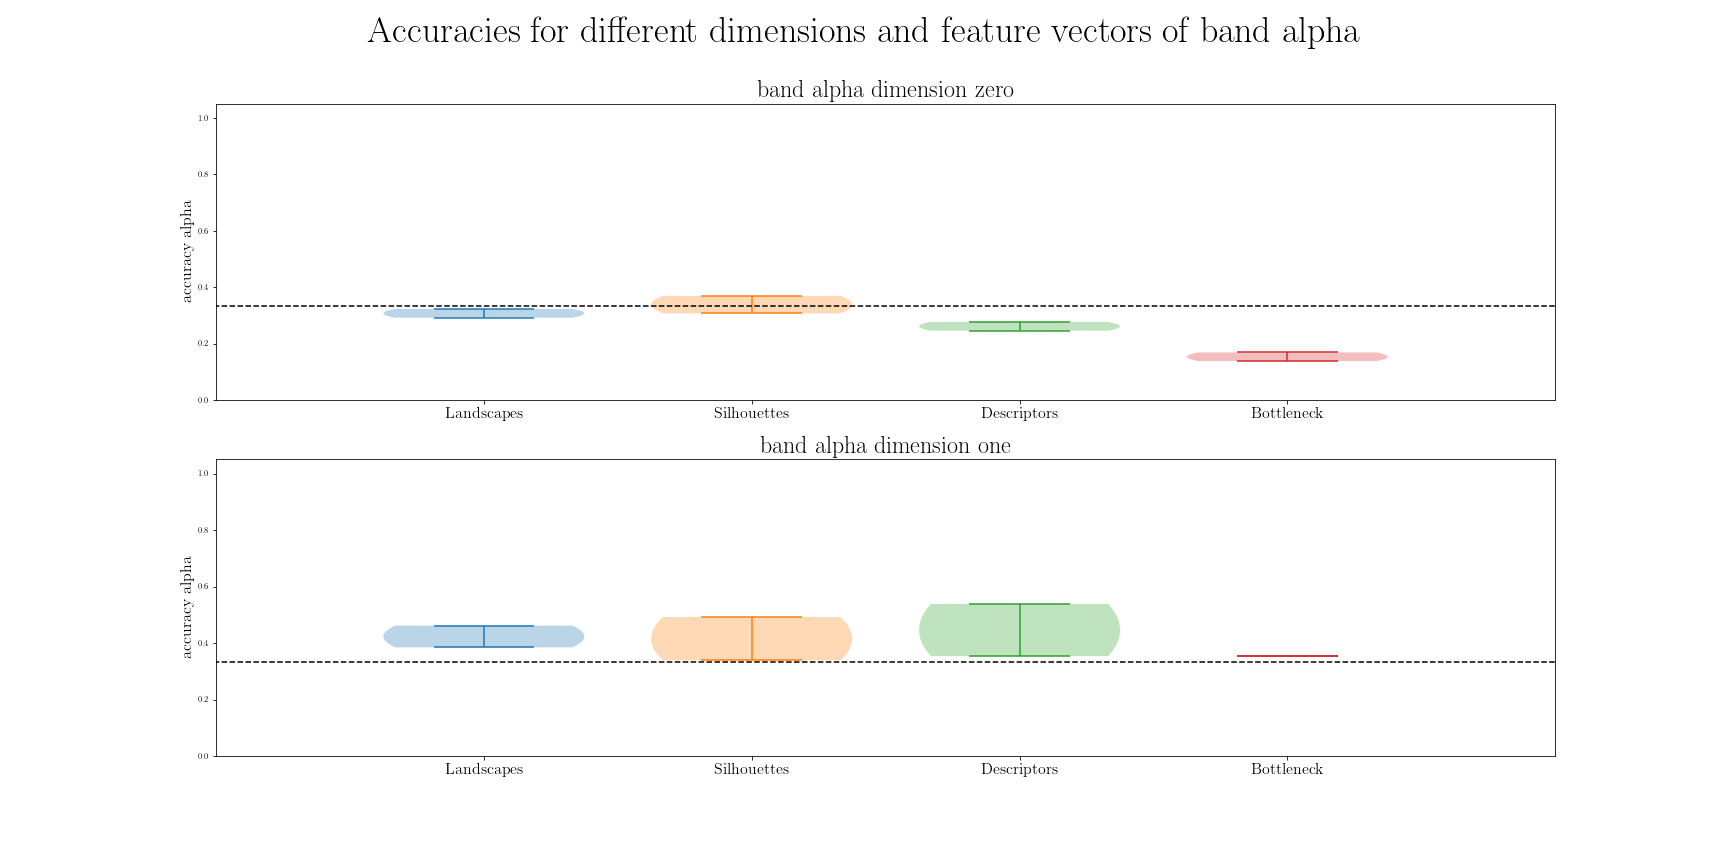 Accuracies for different dimensions and feature vectors of band alpha
band alpha dimension zero
accuracy alpha
1.0
0.8
0.6
0.4
0.2
0.0
Landscapes Silhouettes Descriptors Bottleneck
band alpha dimension one
accuracy alpha
1.0
0.8
0.6
0.4
0.2
0.0
Landscapes Silhouettes Descriptors Bottleneck